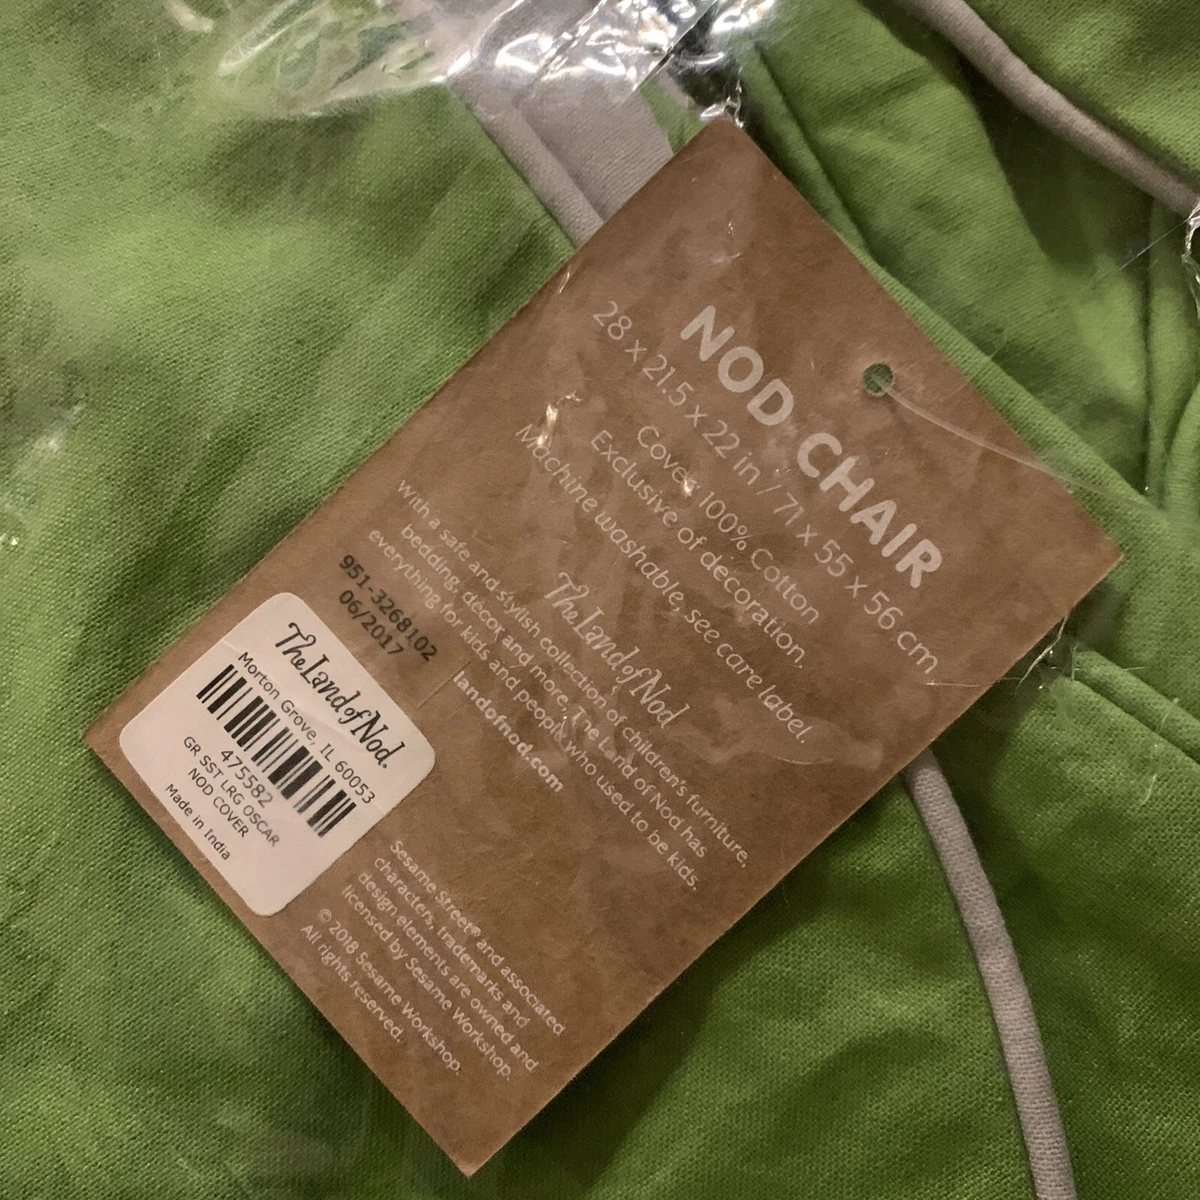 NOD CHAIR
28 x 21.5 x 22 in / 71 x 55 x 56 cm
Cover: 100% Cotton
Exclusive of decoration.
Machine washable, see care label.
The Land of Nod
With a safe and stylish collection of children's furniture,
bedding, décor and more, The Land of Nod has
everything for kids and people who used to be kids.
landofnod.com
951-3268102
06/2017
The Land of Nod.
Morton Grove, IL 60053
475582
GR SST LRG OSCAR
NOD COVER
Made in India
Sesame Street® and associated
characters, trademarks and
design elements are owned and
licensed by Sesame Workshop.
© 2018 Sesame Workshop.
All rights reserved.